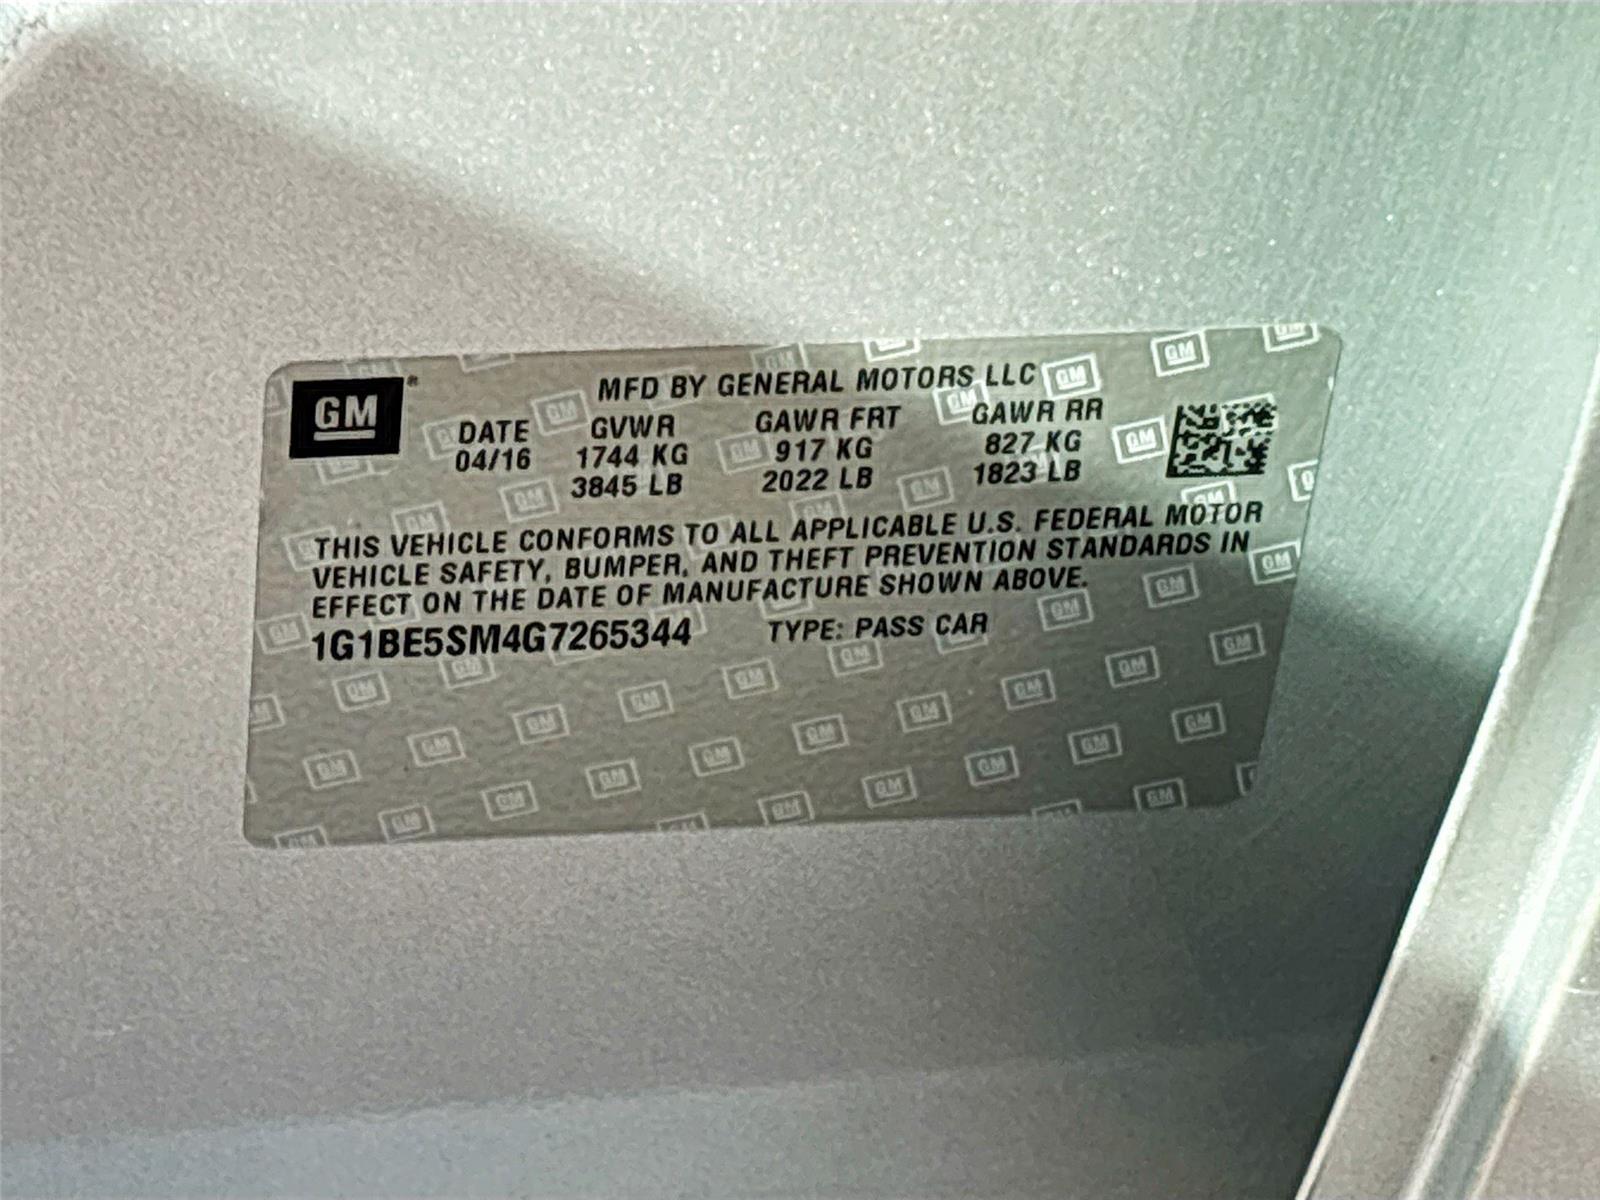 GM®
MFD BY GENERAL MOTORS LLC
DATE GVWR GAWR FRT GAWR RR
04/16 1744 KG 917 KG 827 KG
3845 LB 2022 LB 1823 LB
THIS VEHICLE CONFORMS TO ALL APPLICABLE U.S. FEDERAL MOTOR
VEHICLE SAFETY, BUMPER, AND THEFT PREVENTION STANDARDS IN
EFFECT ON THE DATE OF MANUFACTURE SHOWN ABOVE.
1G1BE5SM4G7265344 TYPE: PASS CAR